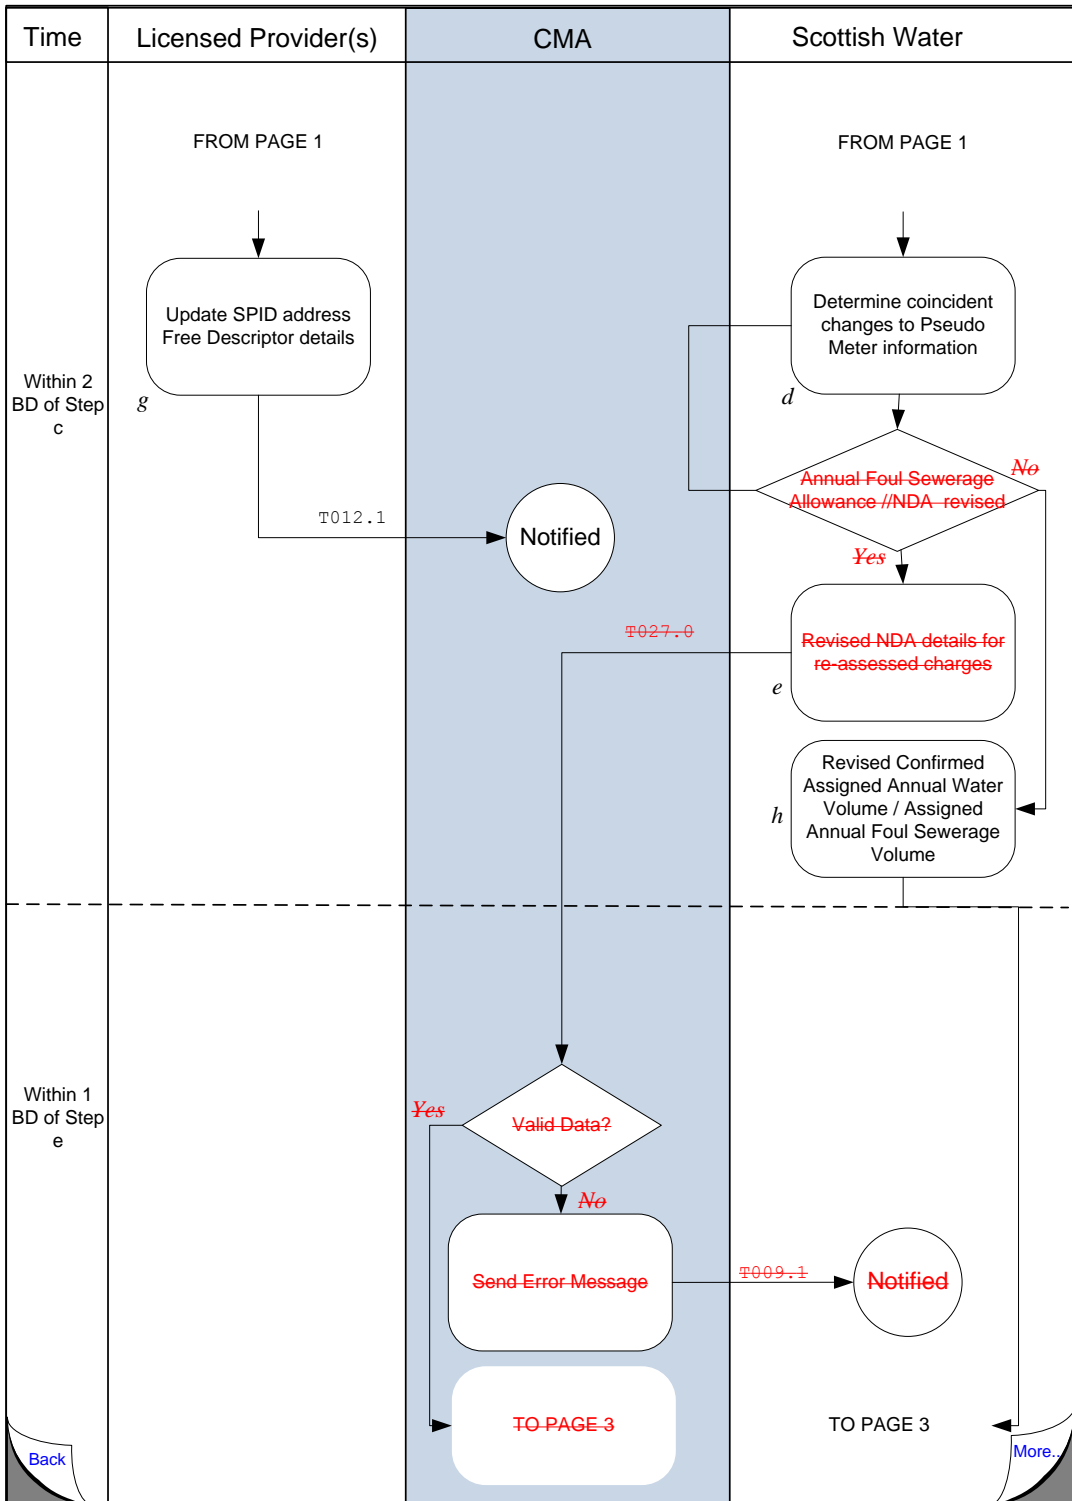 Time
Licensed Provider(s)
CMA
Scottish Water
FROM PAGE 1
FROM PAGE 1
Update SPID address
Free Descriptor details
g
Determine coincident
changes to Pseudo
Meter information
d
Within 2
BD of Step
c
Annual Foul Sewerage
Allowance //NDA  revised
No
Yes
T012.1
Notified
T027.0
Revised NDA details for
re-assessed charges
e
Revised Confirmed
Assigned Annual Water
Volume / Assigned
Annual Foul Sewerage
Volume
h
Within 1
BD of Step
e
Yes
Valid Data?
No
Send Error Message
T009.1
Notified
TO PAGE 3
TO PAGE 3
Back
More..